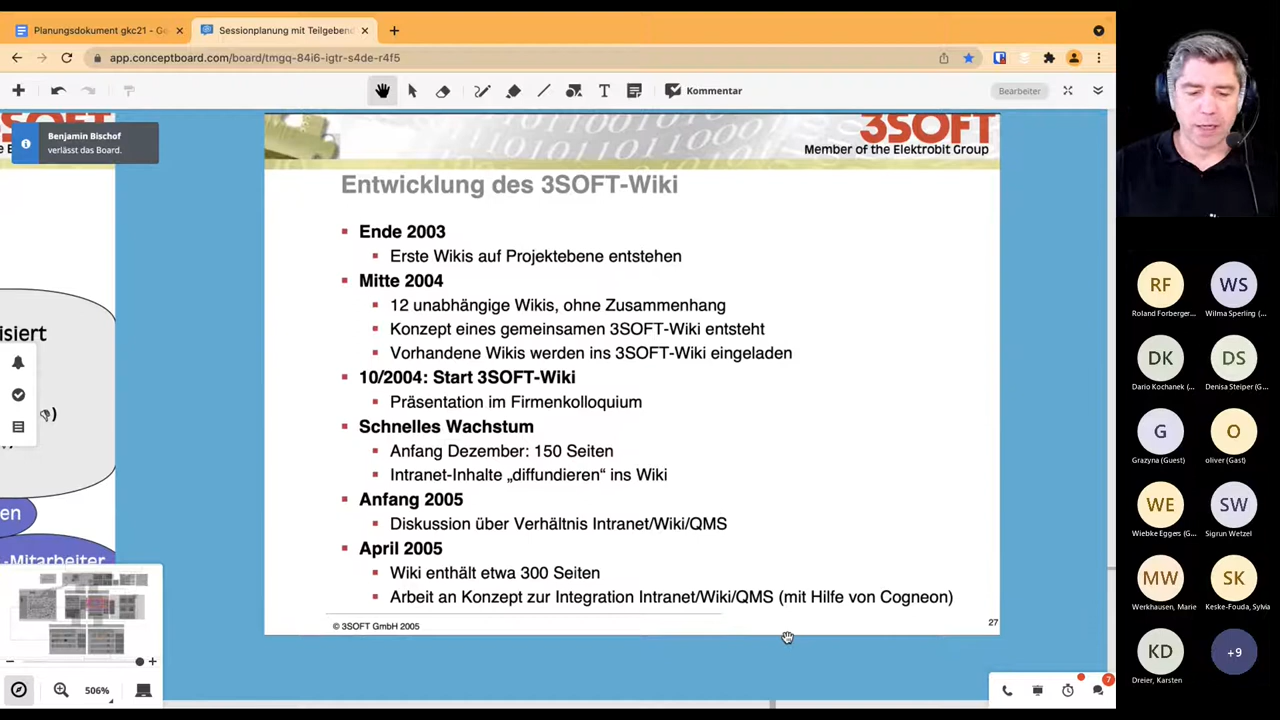 Planungsdokument gkc21 - Ge
Sessionplanung mit Teilgebend
app.conceptboard.com/board/tmgq-84i6-igtr-s4de-r4f5
Kommentar
Bearbeiter
Benjamin Bischof
verlässt das Board.
3SOFT
Member of the Elektrobit Group
Entwicklung des 3SOFT-Wiki
Ende 2003
Erste Wikis auf Projektebene entstehen
Mitte 2004
12 unabhängige Wikis, ohne Zusammenhang
Konzept eines gemeinsamen 3SOFT-Wiki entsteht
Vorhandene Wikis werden ins 3SOFT-Wiki eingeladen
10/2004: Start 3SOFT-Wiki
Präsentation im Firmenkolloquium
Schnelles Wachstum
Anfang Dezember: 150 Seiten
Intranet-Inhalte „diffundieren“ ins Wiki
Anfang 2005
Diskussion über Verhältnis Intranet/Wiki/QMS
April 2005
Wiki enthält etwa 300 Seiten
Arbeit an Konzept zur Integration Intranet/Wiki/QMS (mit Hilfe von Cogneon)
© 3SOFT GmbH 2005
27
isiert
en
-Mitarbeiter
506%
7
RF
Roland Forberger...
WS
Wilma Sperling (...
DK
Dario Kochanek (...
DS
Denisa Steiper (G...
G
Grazyna (Guest)
O
oliver (Gast)
WE
Wiebke Eggers (G...
SW
Sigrun Wetzel
MW
Werkhausen, Marie
SK
Keske-Fouda, Sylvia
KD
Dreier, Karsten
+9